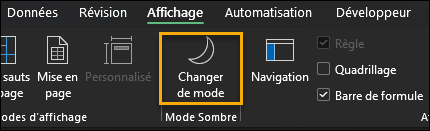 Données Révision Affichage Automatisation Développeur
sauts
page
Mise en
page
Personnalisé
Changer
de mode
Navigation
Règle
Quadrillage
Barre de formule
odes d'affichage
Mode Sombre